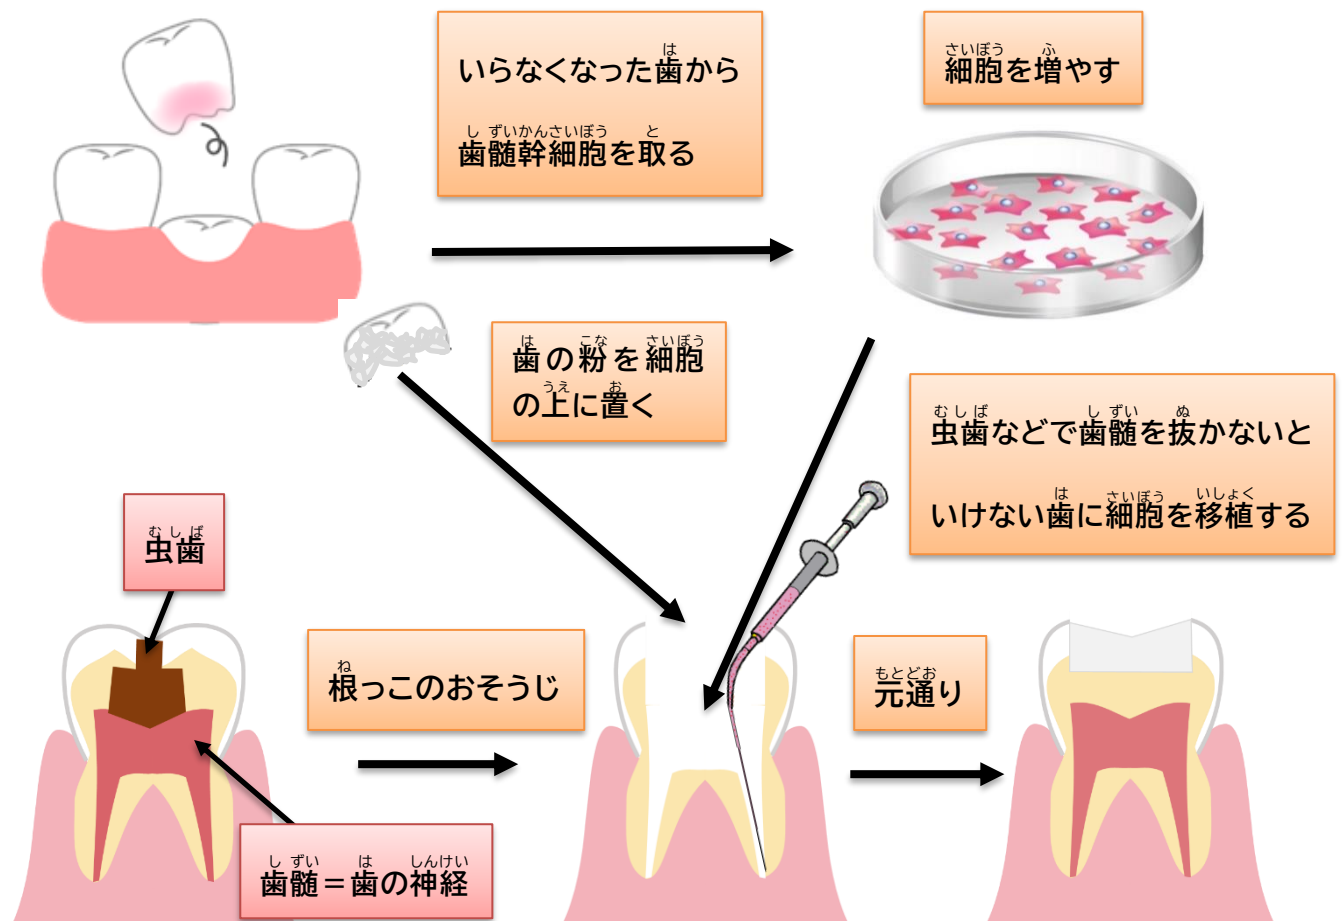 いらなくなった歯から
歯髄幹細胞を取る
細胞を増やす
歯の粉を細胞
の上に置く
虫歯などで歯髄を抜かないと
いけない歯に細胞を移植する
虫歯
根っこのおそうじ
元通り
歯髄=歯の神経